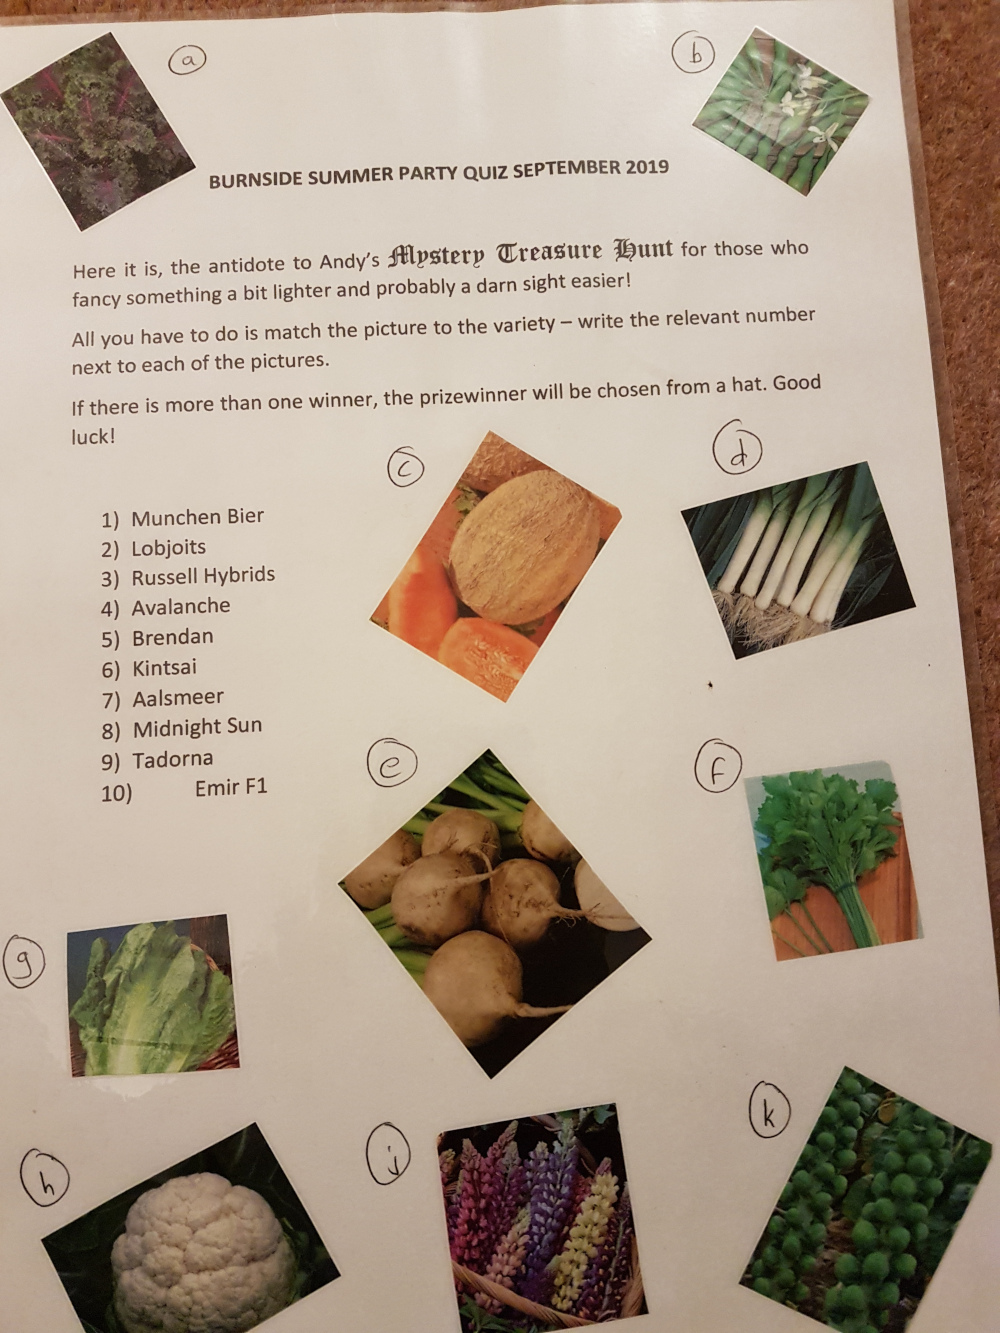 a
b
BURNSIDE SUMMER PARTY QUIZ SEPTEMBER 2019
Here it is, the antidote to Andy's Mystery Treasure Hunt for those who
fancy something a bit lighter and probably a darn sight easier!
All you have to do is match the picture to the variety – write the relevant number
next to each of the pictures.
If there is more than one winner, the prizewinner will be chosen from a hat. Good
luck!
c
d
1) Munchen Bier
2) Lobjoits
3) Russell Hybrids
4) Avalanche
5) Brendan
6) Kintsai
7) Aalsmeer
8) Midnight Sun
9) Tadorna
10) Emir F1
e
f
g
h
j
k